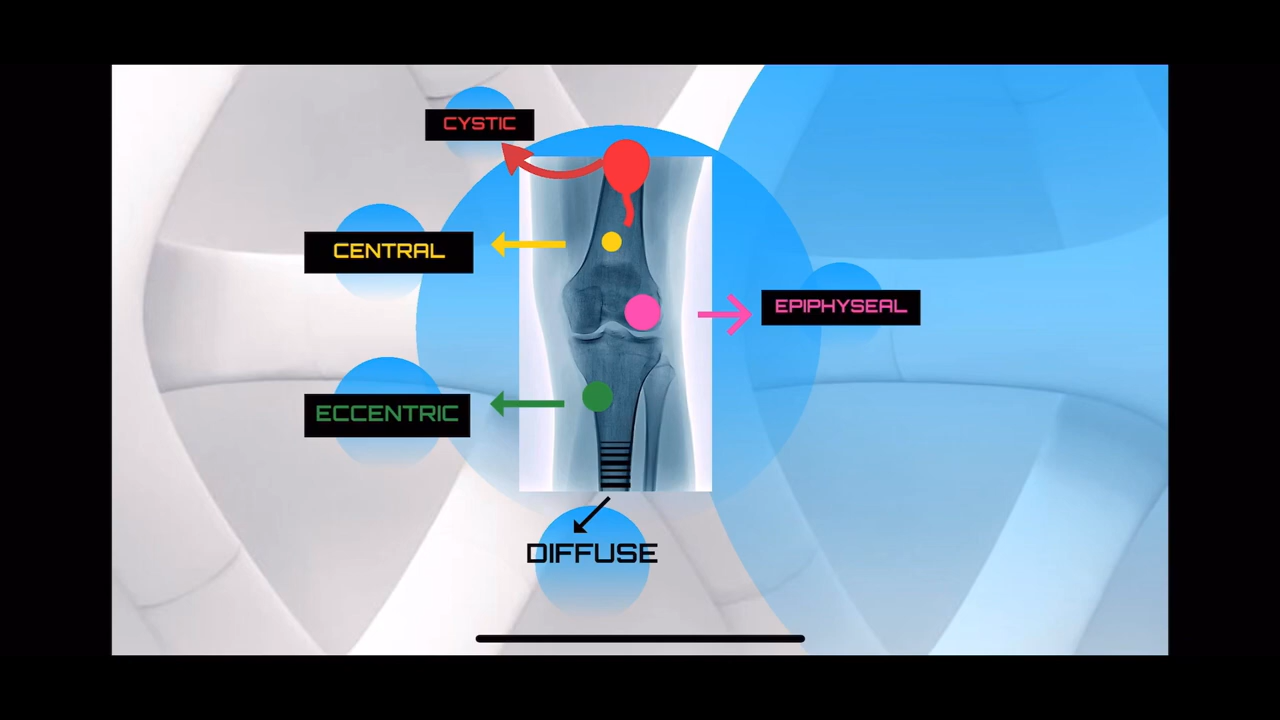 CYSTIC
CENTRAL
EPIPHYSEAL
ECCENTRIC
DIFFUSE